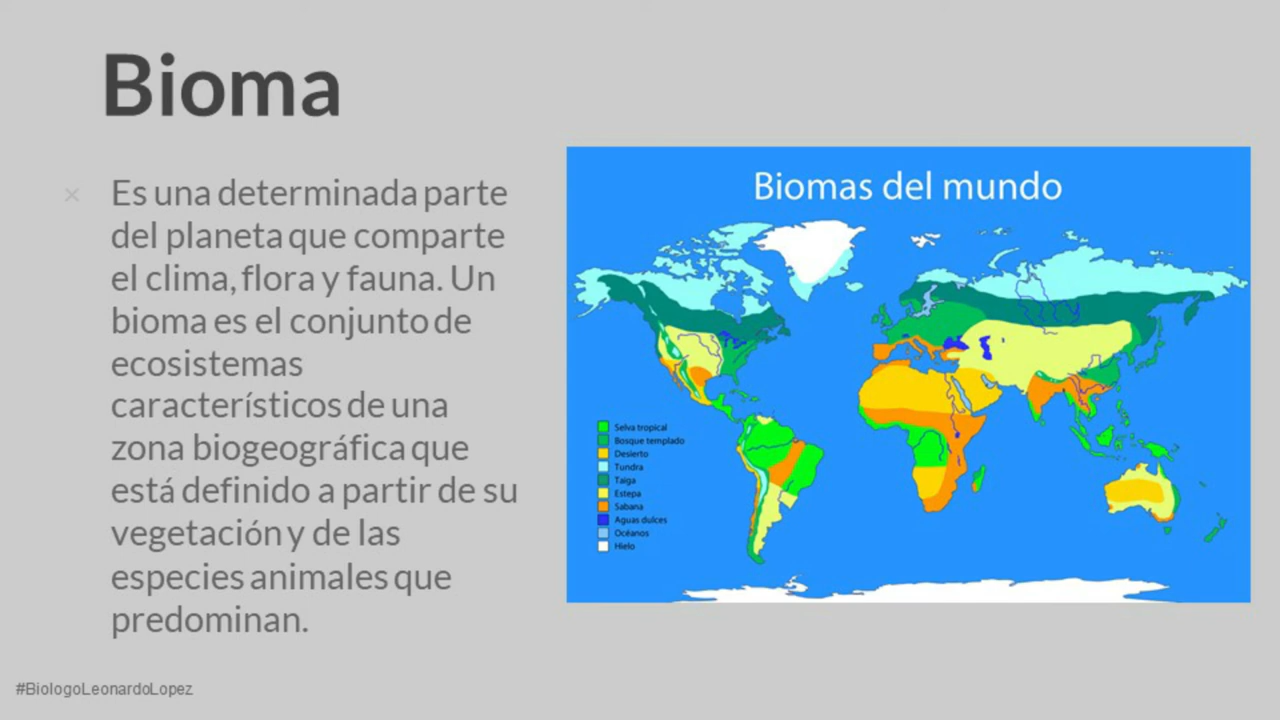 Bioma
× Es una determinada parte
del planeta que comparte
el clima, flora y fauna. Un
bioma es el conjunto de
ecosistemas
característicos de una
zona biogeográfica que
está definido a partir de su
vegetación y de las
especies animales que
predominan.
Biomas del mundo
Selva tropical
Bosque templado
Desierto
Tundra
Taiga
Estepa
Sabana
Aguas dulces
Océanos
Hielo
#BiologoLeonardoLopez